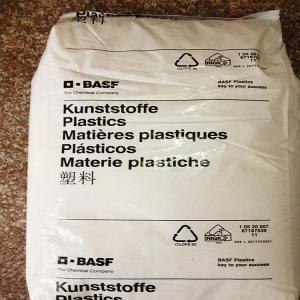 BASF
The Chemical Company
BASF Plastics
key to your success
Kunststoffe
Plastics
Matières plastiques
Plásticos
Materie plastiche
塑料
BASF
The Chemical Company
BASF Plastics
key to your success
Kunststoffe
Plastics